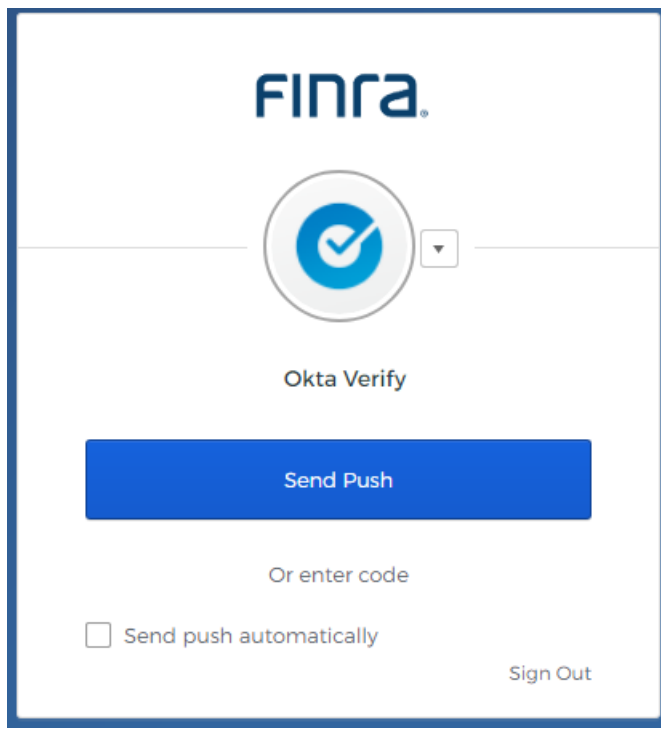 Finra.
Okta Verify
Send Push
Or enter code
Send push automatically
Sign Out